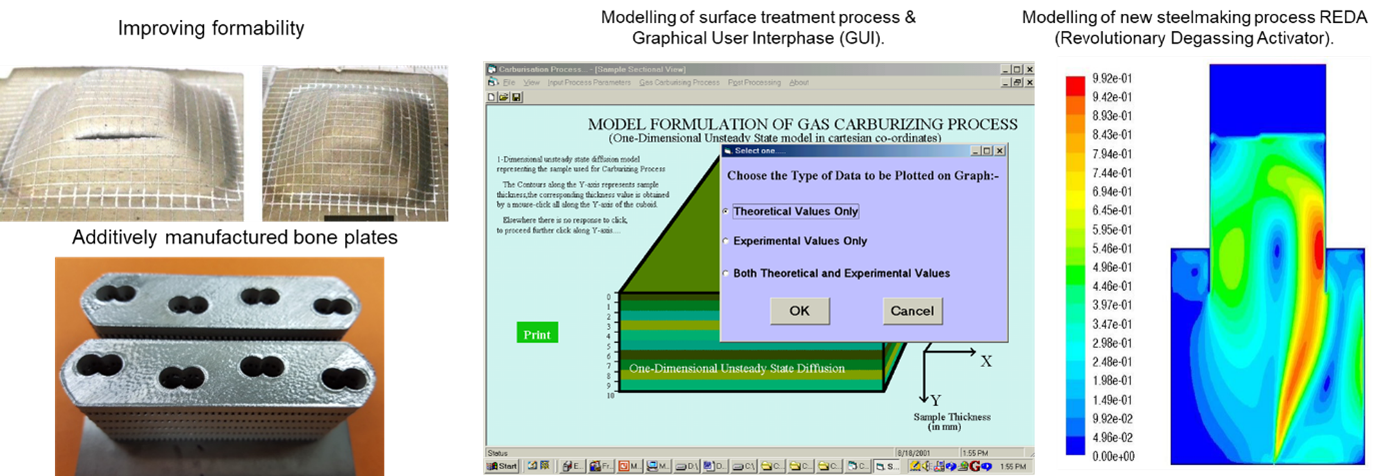 Improving formability
Additively manufactured bone plates
Modelling of surface treatment process &
Graphical User Interphase (GUI).
Carburisation Process... - [Sample Sectional View]
File View Input Process Parameters Gas Carburising Process Post Processing About
MODEL FORMULATION OF GAS CARBURIZING PROCESS
(One-Dimensional Unsteady State model in cartesian co-ordinates)
1-Dimensional unsteady state diffusion model
representing the sample used for Carburizing Process
The Contours along the Y-axis represents sample
thickness,the corresponding thickness value is obtained
by a mouse-click all along the Y-axis of the cuboid.
Elsewhere there is no response to click,
to proceed further click along Y-axis....
Select one.....
Choose the Type of Data to be Plotted on Graph:-
Theoretical Values Only
Experimental Values Only
Both Theoretical and Experimental Values
OK Cancel
Print
0
1
2
3
4
5
6
7
8
9
10
One-Dimensional Unsteady State Diffusion
X
Y
Sample Thickness
(in mm)
Status 8/18/2001 1:55 PM
Start E... Fr... M... M... D:\ D... C:\ C... C... C... C... S... 1:55 PM
Modelling of new steelmaking process REDA
(Revolutionary Degassing Activator).
9.92e-01
9.42e-01
8.93e-01
8.43e-01
7.94e-01
7.44e-01
6.94e-01
6.45e-01
5.95e-01
5.46e-01
4.96e-01
4.46e-01
3.97e-01
3.47e-01
2.98e-01
2.48e-01
1.98e-01
1.49e-01
9.92e-02
4.96e-02
0.00e+00